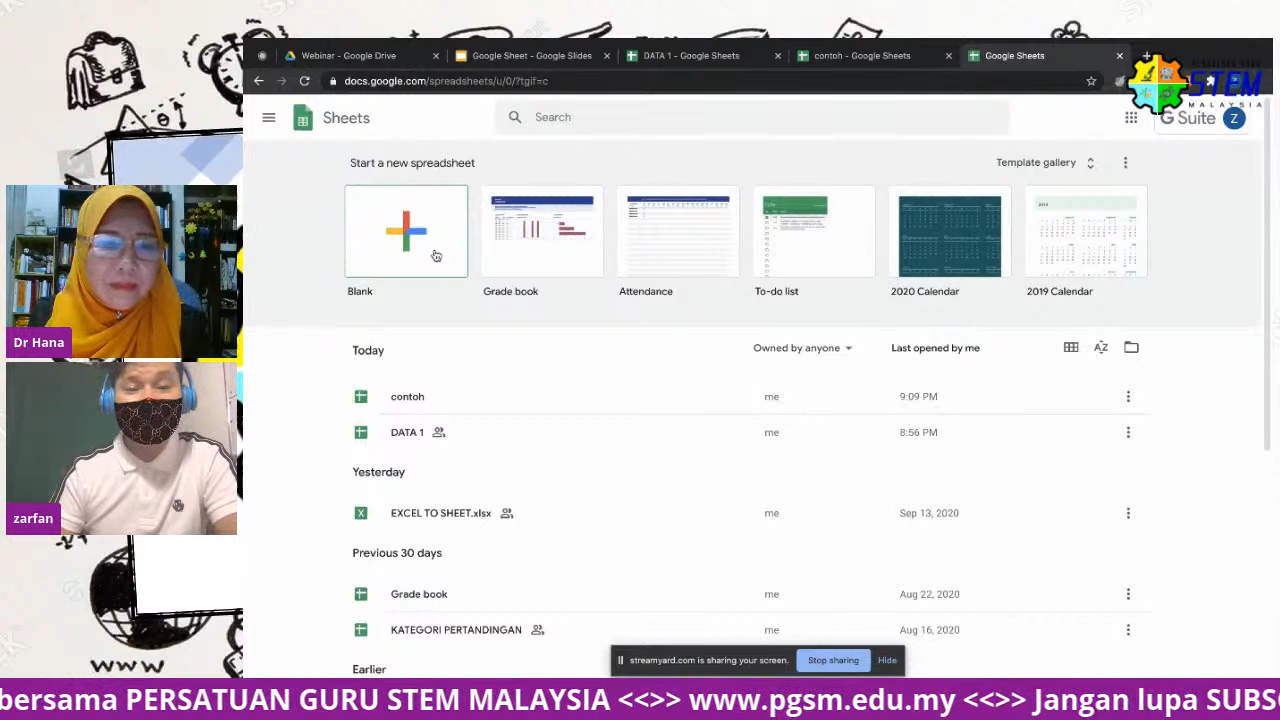 Webinar - Google Drive
Google Sheet - Google Slides
DATA 1 - Google Sheets
contoh - Google Sheets
Google Sheets
docs.google.com/spreadsheets/u/0/?tgif=c
STEM
MALAYSIA
Sheets
Search
G Suite
Z
Start a new spreadsheet
Template gallery
Blank
Grade book
Attendance
To-do list
2020 Calendar
2019 Calendar
Today
Owned by anyone
Last opened by me
AZ
contoh
me
9:09 PM
DATA 1
me
8:56 PM
Yesterday
EXCEL TO SHEET.xlsx
me
Sep 13, 2020
Previous 30 days
Grade book
me
Aug 22, 2020
KATEGORI PERTANDINGAN
me
Aug 16, 2020
Earlier
streamyard.com is sharing your screen.
Stop sharing
Hide
Dr Hana
zarfan
WWW
bersama PERSATUAN GURU STEM MALAYSIA <<>> www.pgsm.edu.my <<>> Jangan lupa SUBS